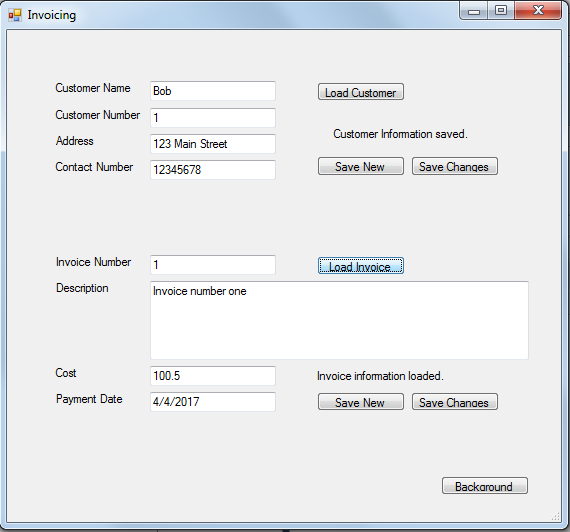 Invoicing
Customer Name Bob Load Customer
Customer Number 1
Customer Information saved.
Address 123 Main Street
Contact Number 12345678 Save New Save Changes
Invoice Number 1 Load Invoice
Description Invoice number one
Cost 100.5 Invoice information loaded.
Payment Date 4/4/2017 Save New Save Changes
Background